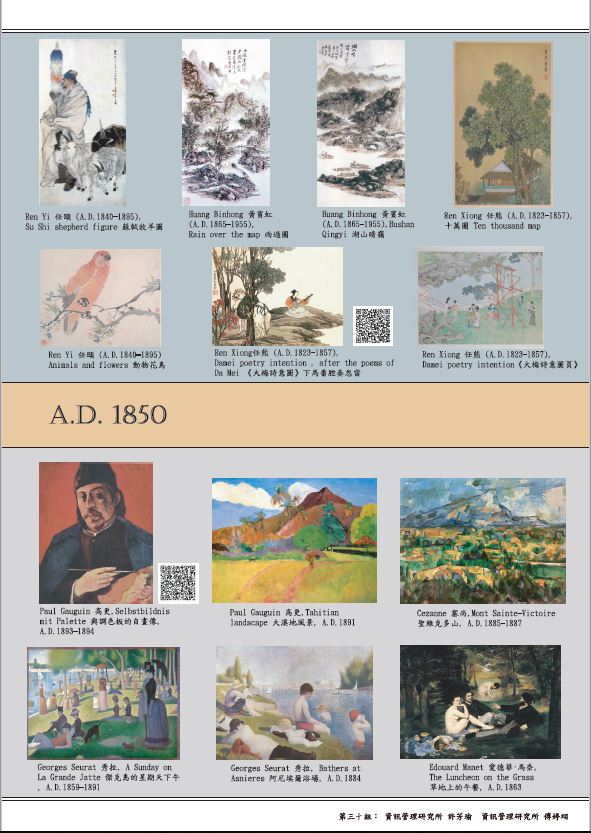 Ren Yi 任頤 (A.D.1840-1895),
Su Shi shepherd figure 蘇軾牧羊圖
Huang Binhong 黃賓虹
(A.D.1865-1955),
Rain over the map 雨過圖
Huang Binhong 黃賓虹
(A.D.1865-1955),Hushan
Qingyi 湖山晴靄
Ren Xiong 任熊 (A.D.1823-1857),
十萬圖 Ten thousand map
Ren Yi 任頤 (A.D.1840-1895)
Animals and flowers 動物花鳥
Ren Xiong任熊 (A.D.1823-1857),
Damei poetry intention , after the poems of
Da Mei 《大梅詩意圖》下馬當腔奔忽雷
Ren Xiong 任熊 (A.D.1823-1857),
Damei poetry intention《大梅詩意圖頁》
A.D. 1850
Paul Gauguin 高更,Selbstbildnis
mit Palette 與調色板的自畫像,
A.D.1893-1894
Paul Gauguin 高更,Tahitian
landscape 大溪地風景, A.D.1891
Cezanne 塞尚,Mont Sainte-Victoire
聖維克多山, A.D.1885-1887
Georges Seurat 秀拉, A Sunday on
La Grande Jatte 傑克島的星期天下午
, A.D.1859-1891
Georges Seurat 秀拉, Bathers at
Asnieres 阿尼埃爾浴場, A.D.1884
Edouard Manet 愛德華·馬奈,
The Luncheon on the Grass
草地上的午餐, A.D.1863
第三十組： 資訊管理研究所 許芳瑜 資訊管理研究所 傅婷翊